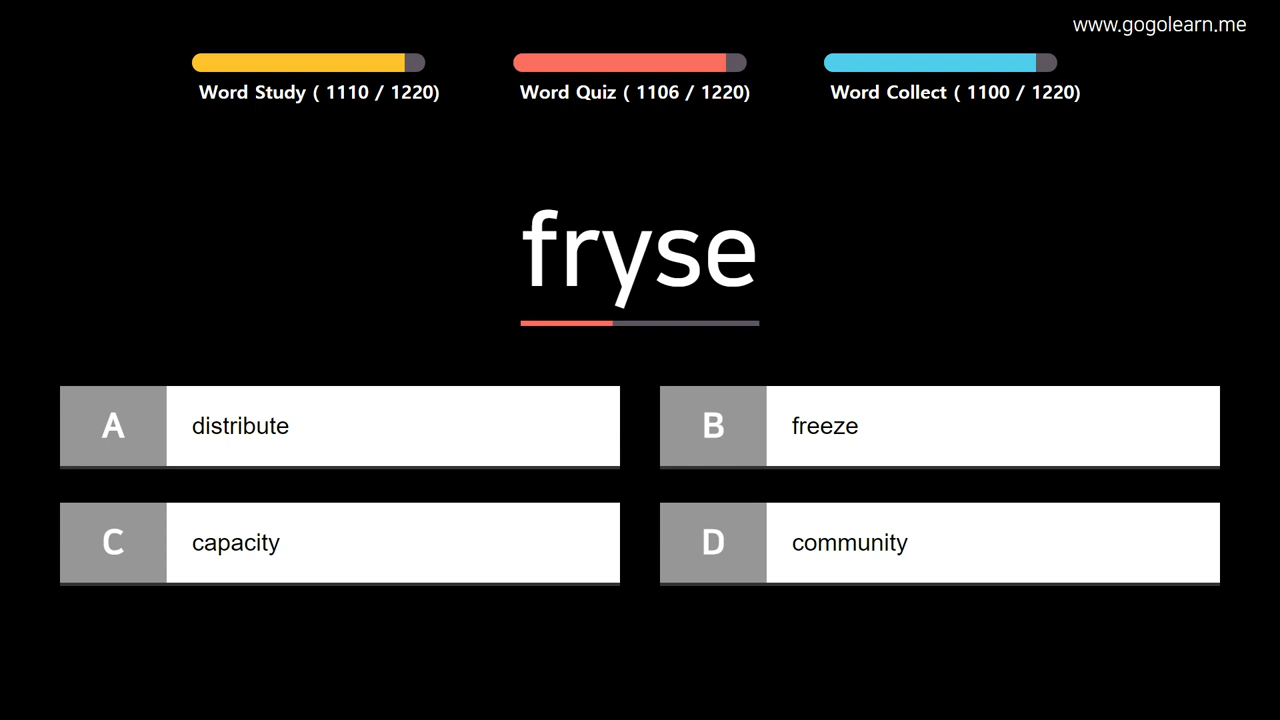 www.gogolearn.me
Word Study ( 1110 / 1220)
Word Quiz ( 1106 / 1220)
Word Collect ( 1100 / 1220)
fryse
A distribute
B freeze
C capacity
D community